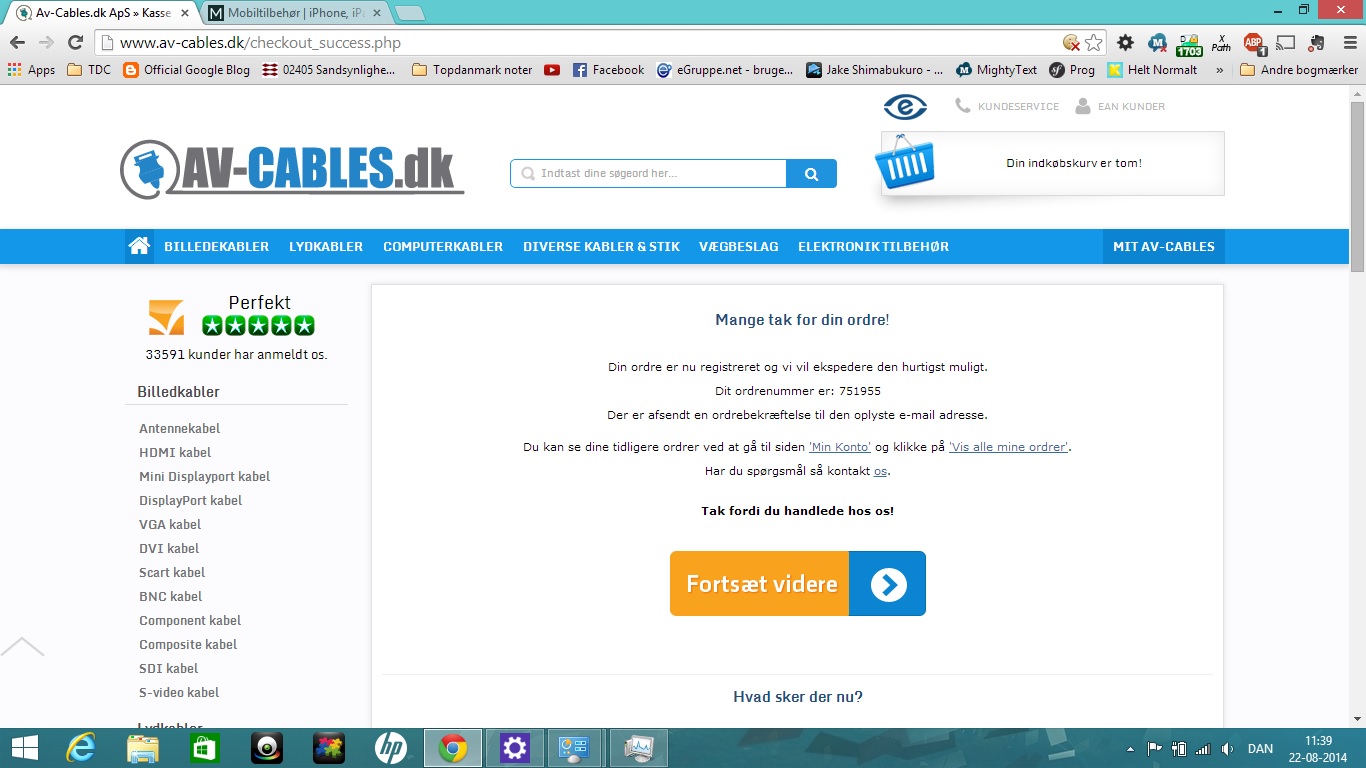 Av-Cables.dk ApS » Kasse
Mobiltilbehør | iPhone, iPa
www.av-cables.dk/checkout_success.php
1703
X Path
ABP 1
Apps
TDC
Official Google Blog
02405 Sandsynlighe...
Topdanmark noter
Facebook
eGruppe.net - bruge...
Jake Shimabukuro - ...
MightyText
Prog
Helt Normalt
»
Andre bogmærker
KUNDESERVICE
EAN KUNDER
AV-CABLES.dk
Indtast dine søgeord her...
Din indkøbskurv er tom!
BILLEDEKABLER
LYDKABLER
COMPUTERKABLER
DIVERSE KABLER & STIK
VÆGBESLAG
ELEKTRONIK TILBEHØR
MIT AV-CABLES
Perfekt
33591 kunder har anmeldt os.
Billedkabler
Antennekabel
HDMI kabel
Mini Displayport kabel
DisplayPort kabel
VGA kabel
DVI kabel
Scart kabel
BNC kabel
Component kabel
Composite kabel
SDI kabel
S-video kabel
Lydkabler
Mange tak for din ordre!
Din ordre er nu registreret og vi vil ekspedere den hurtigst muligt.
Dit ordrenummer er: 751955
Der er afsendt en ordrebekræftelse til den oplyste e-mail adresse.
Du kan se dine tidligere ordrer ved at gå til siden 'Min Konto' og klikke på 'Vis alle mine ordrer'.
Har du spørgsmål så kontakt os.
Tak fordi du handlede hos os!
Fortsæt videre
Hvad sker der nu?
hp
DAN
11:39
22-08-2014